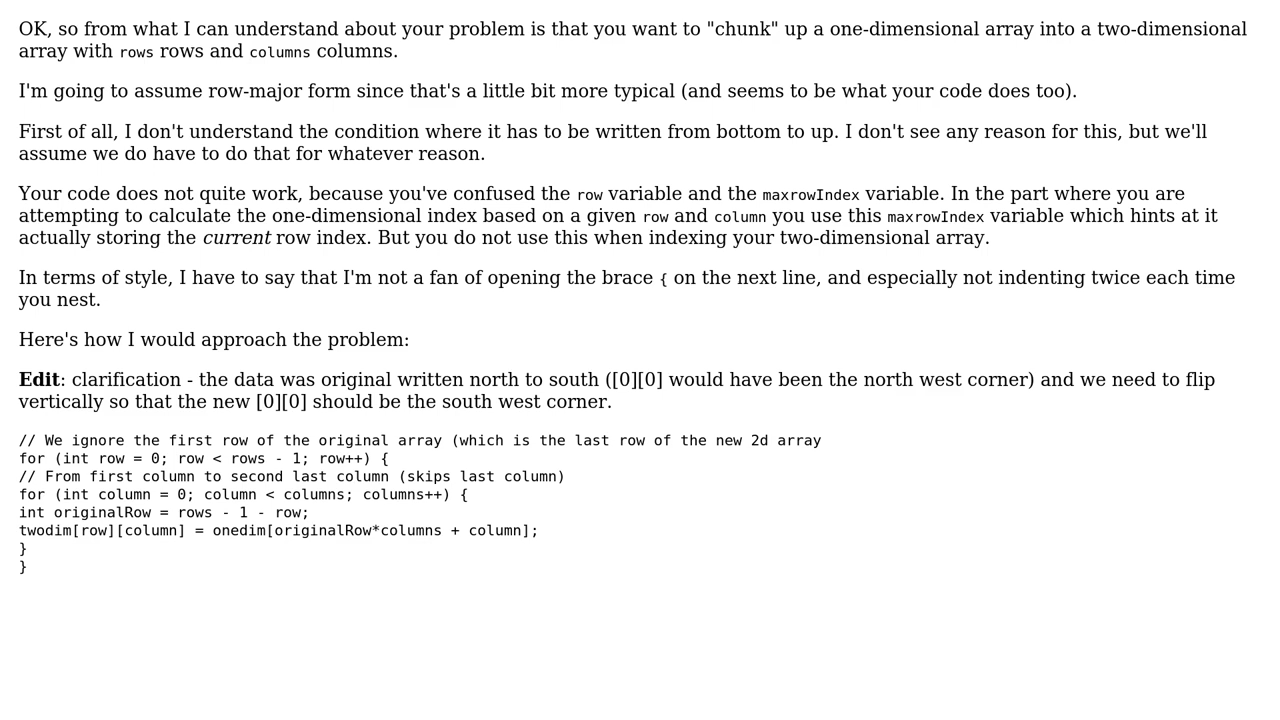 OK, so from what I can understand about your problem is that you want to "chunk" up a one-dimensional array into a two-dimensional
array with rows rows and columns columns.
I'm going to assume row-major form since that's a little bit more typical (and seems to be what your code does too).
First of all, I don't understand the condition where it has to be written from bottom to up. I don't see any reason for this, but we'll
assume we do have to do that for whatever reason.
Your code does not quite work, because you've confused the row variable and the maxrowIndex variable. In the part where you are
attempting to calculate the one-dimensional index based on a given row and column you use this maxrowIndex variable which hints at it
actually storing the current row index. But you do not use this when indexing your two-dimensional array.
In terms of style, I have to say that I'm not a fan of opening the brace { on the next line, and especially not indenting twice each time
you nest.
Here's how I would approach the problem:
Edit: clarification - the data was original written north to south ([0][0] would have been the north west corner) and we need to flip
vertically so that the new [0][0] should be the south west corner.
// We ignore the first row of the original array (which is the last row of the new 2d array
for (int row = 0; row < rows - 1; row++) {
// From first column to second last column (skips last column)
for (int column = 0; column < columns; columns++) {
int originalRow = rows - 1 - row;
twodim[row][column] = onedim[originalRow*columns + column];
}
}